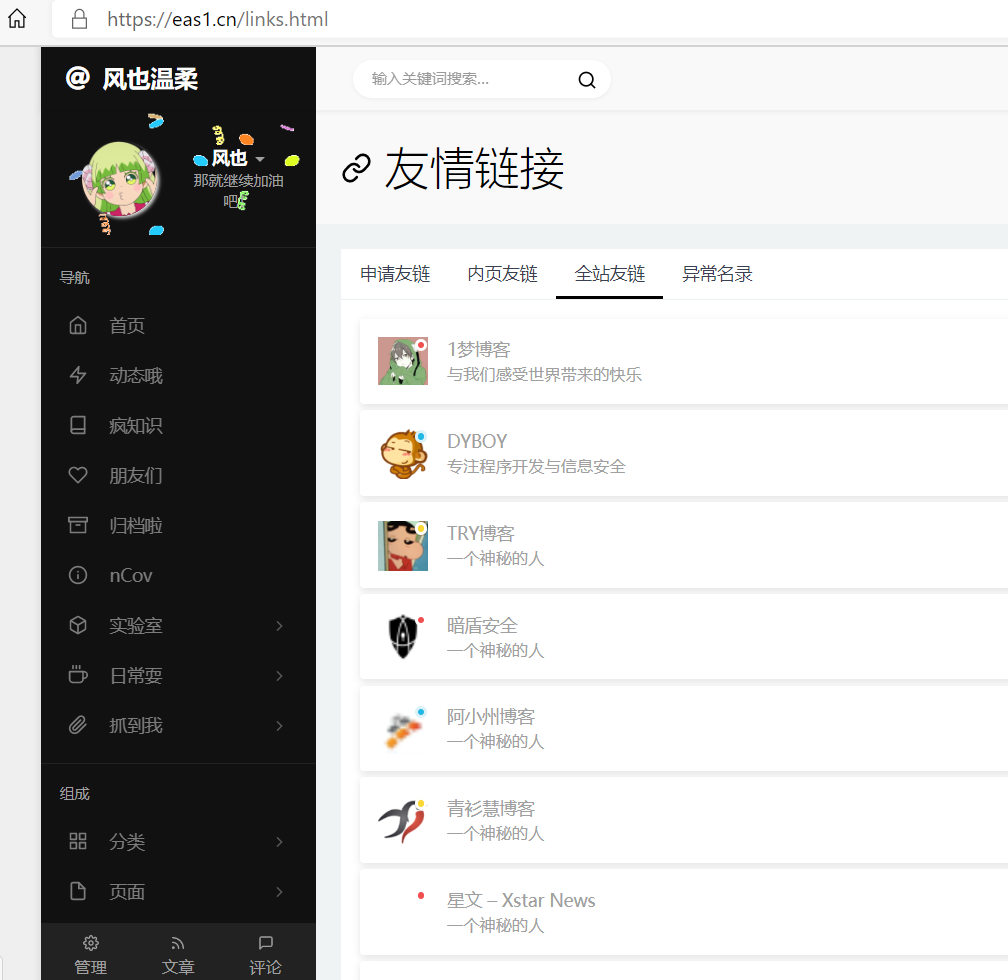 https://eas1.cn/links.html
@ 风也温柔
风也
那就继续加油
吧
导航
首页
动态哦
疯知识
朋友们
归档啦
nCov
实验室
日常耍
抓到我
组成
分类
页面
管理
文章
评论
输入关键词搜索...
友情链接
申请友链
内页友链
全站友链
异常名录
1梦博客
与我们感受世界带来的快乐
DYBOY
专注程序开发与信息安全
TRY博客
一个神秘的人
暗盾安全
一个神秘的人
阿小州博客
一个神秘的人
青衫慧博客
一个神秘的人
星文 – Xstar News
一个神秘的人